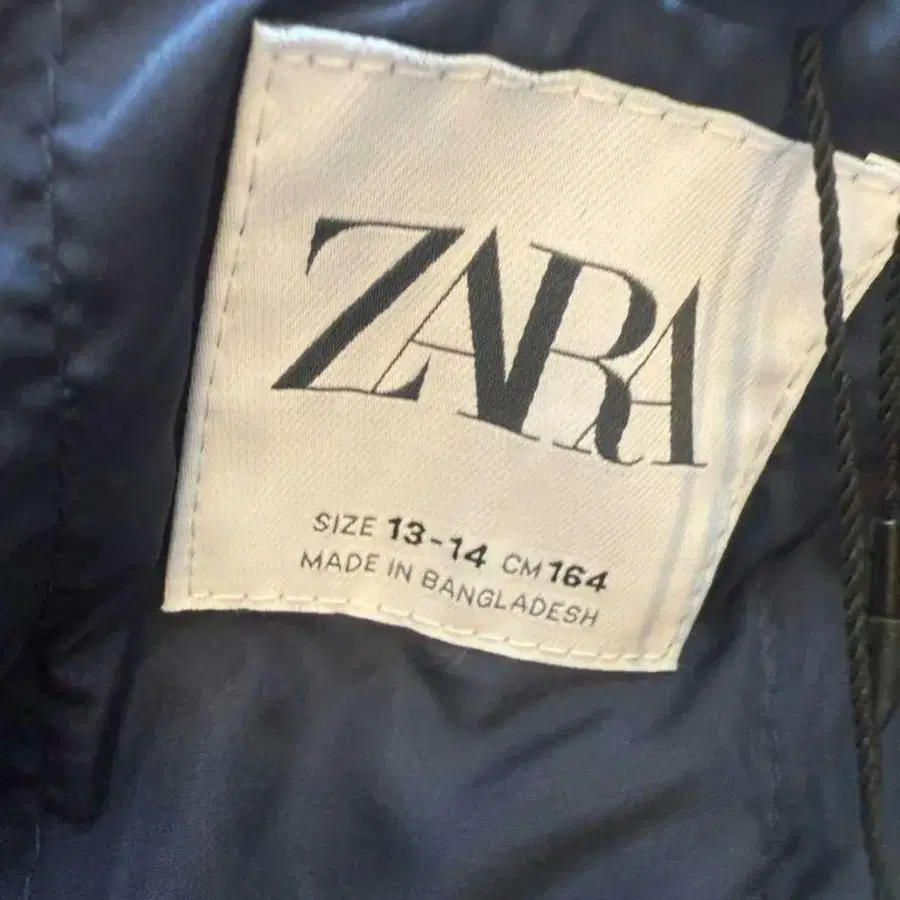 ZARA
SIZE 13-14 CM 164
MADE IN BANGLADESH